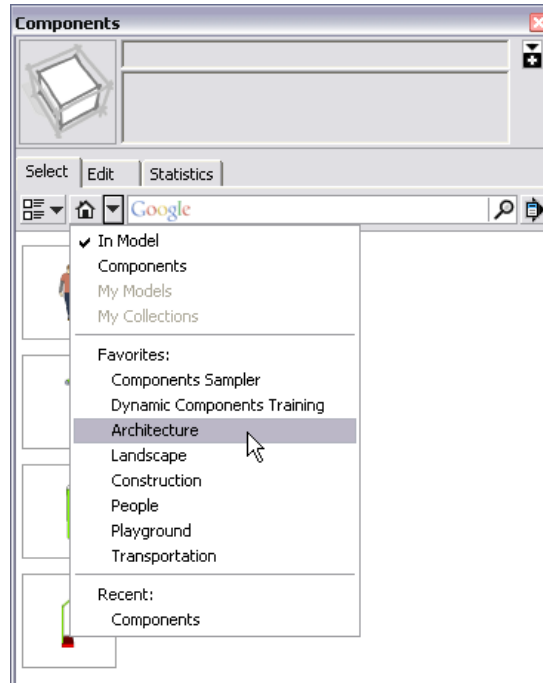 Components
Select Edit Statistics
Google
In Model
Components
My Models
My Collections
Favorites:
Components Sampler
Dynamic Components Training
Architecture
Landscape
Construction
People
Playground
Transportation
Recent:
Components